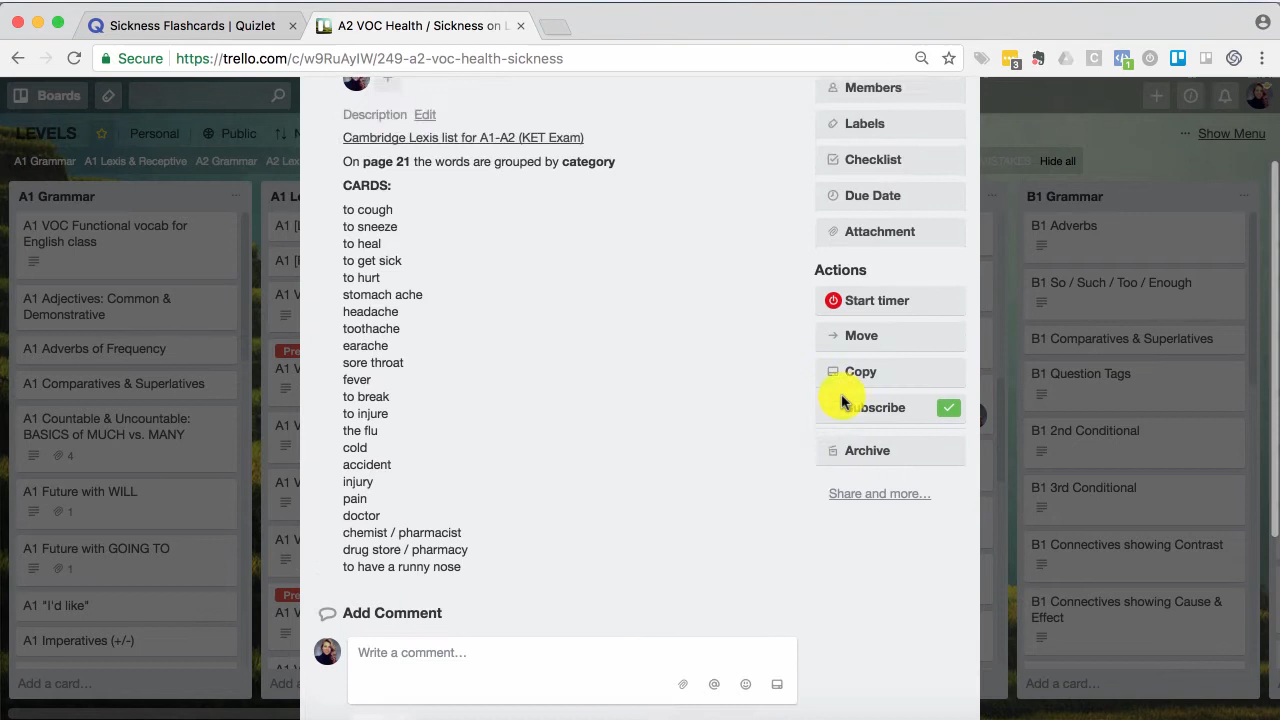 Sickness Flashcards | Quizlet
A2 VOC Health / Sickness on L
Secure
https://trello.com/c/w9RuAyIW/249-a2-voc-health-sickness
3
1
Boards
LEVELS
Personal
Public
Show Menu
A1 Grammar
A1 Lexis & Receptive
A2 Grammar
A2 Lex
MISTAKES
Hide all
A1 Grammar
A1 VOC Functional vocab for
English class
A1 Adjectives: Common &
Demonstrative
A1 Adverbs of Frequency
A1 Comparatives & Superlatives
A1 Countable & Uncountable:
BASICS of MUCH vs. MANY
4
A1 Future with WILL
1
A1 Future with GOING TO
1
A1 "I'd like"
A1 Imperatives (+/-)
Add a card…
Description Edit
Cambridge Lexis list for A1-A2 (KET Exam)
On page 21 the words are grouped by category
CARDS:
to cough
to sneeze
to heal
to get sick
to hurt
stomach ache
headache
toothache
earache
sore throat
fever
to break
to injure
the flu
cold
accident
injury
pain
doctor
chemist / pharmacist
drug store / pharmacy
to have a runny nose
Add Comment
Write a comment…
Members
Labels
Checklist
Due Date
Attachment
Actions
Start timer
Move
Copy
Subscribe
Archive
Share and more…
B1 Grammar
B1 Adverbs
B1 So / Such / Too / Enough
B1 Comparatives & Superlatives
B1 Question Tags
B1 2nd Conditional
B1 3rd Conditional
B1 Connectives showing Contrast
B1 Connectives showing Cause &
Effect
Add a card…